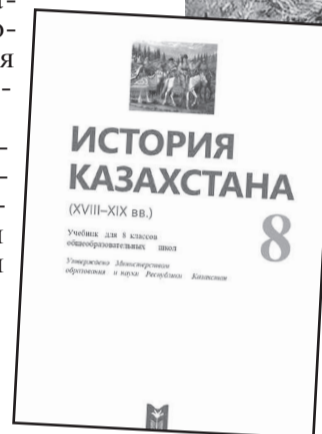 ИСТОРИЯ
КАЗАХСТАНА
(XVIII–XIX вв.)
8
Учебник для 8 классов
общеобразовательных школ
Утверждено Министерством
образования и науки Республики Казахстан